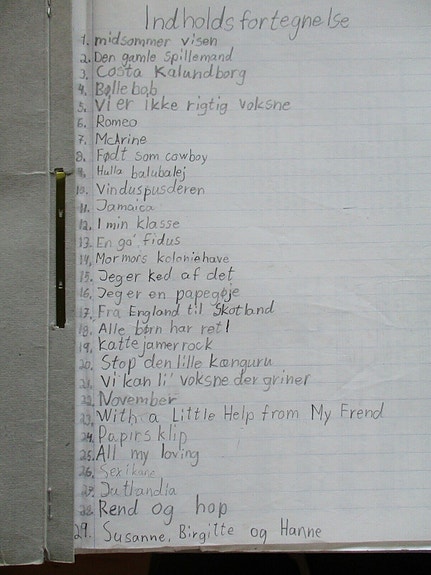 Indholdsfortegnelse
1. midsommer visen
2. Den gamle spillemand
3. Costa Kalundborg
4. Bølle bob
5. Vi er ikke rigtig voksne
6. Romeo
7. McArine
8. Født som cowboy
9. Hulla balubalej
10. Vinduspusderen
11. Jamaica
12. I min klasse
13. En go' Fidus
14. Mormors koloniehave
15. Jeg er ked af det
16. Jeg er en papegøje
17. Fra England til Skotland
18. Alle børn har ret!
19. kattejamerrock
20. Stop den lille kænguru
21. Vi kan li' voksne der griner
22. November
23. With a Little Help from My Frend
24. Papirsklip
25. All my loving
26. Sexikane
27. Jutlandia
28. Rend og hop
29. Susanne, Birgitte og Hanne